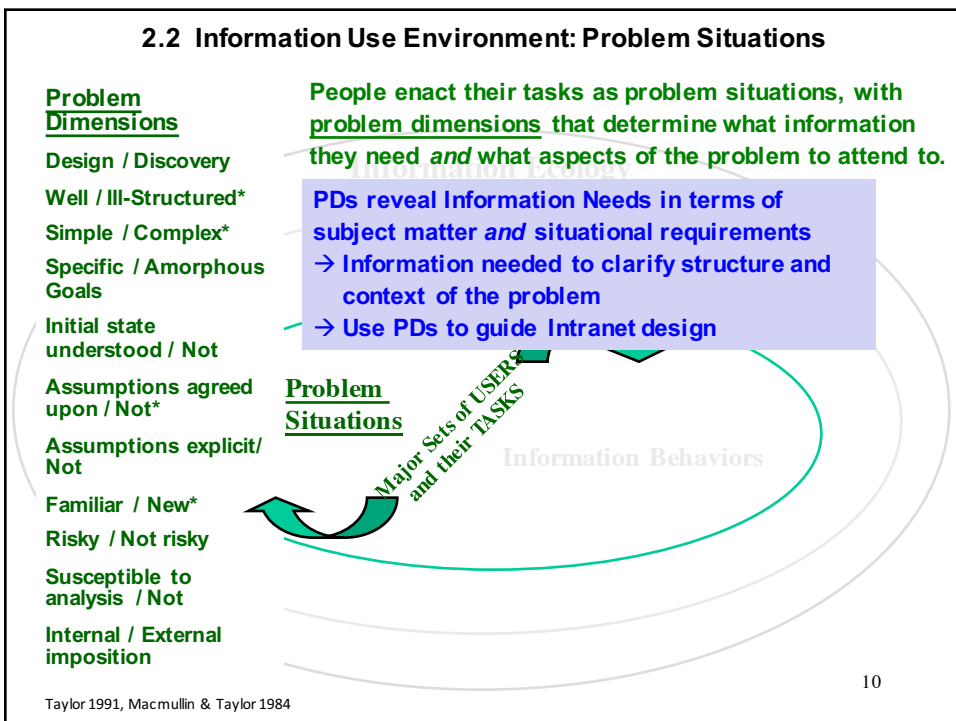 2.2 Information Use Environment: Problem Situations
Problem
Dimensions
Design / Discovery
Well / Ill-Structured*
Simple / Complex*
Specific / Amorphous
Goals
Initial state
understood / Not
Assumptions agreed
upon / Not*
Assumptions explicit/
Not
Familiar / New*
Risky / Not risky
Susceptible to
analysis / Not
Internal / External
imposition
People enact their tasks as problem situations, with
problem dimensions that determine what information
they need and what aspects of the problem to attend to.
Information Ecology
PDs reveal Information Needs in terms of
subject matter and situational requirements
→ Information needed to clarify structure and
context of the problem
→ Use PDs to guide Intranet design
Problem
Situations
Major Sets of USERS
and their TASKS
Information Behaviors
Taylor 1991, Macmullin & Taylor 1984
10